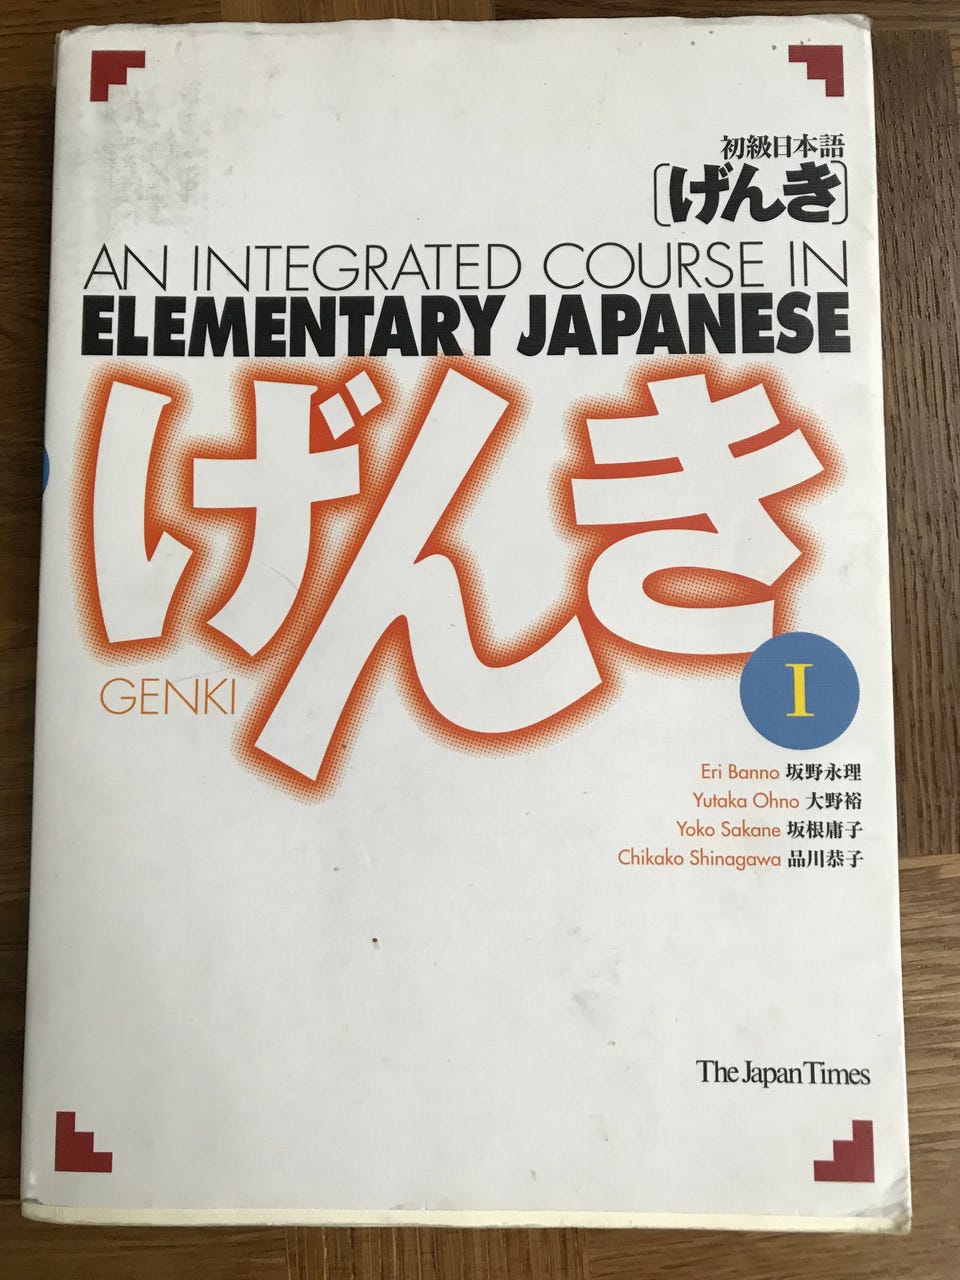 初級日本語
[げんき]
AN INTEGRATED COURSE IN
ELEMENTARY JAPANESE
げんき
GENKI
I
Eri Banno 坂野永理
Yutaka Ohno 大野裕
Yoko Sakane 坂根庸子
Chikako Shinagawa 品川恭子
The Japan Times